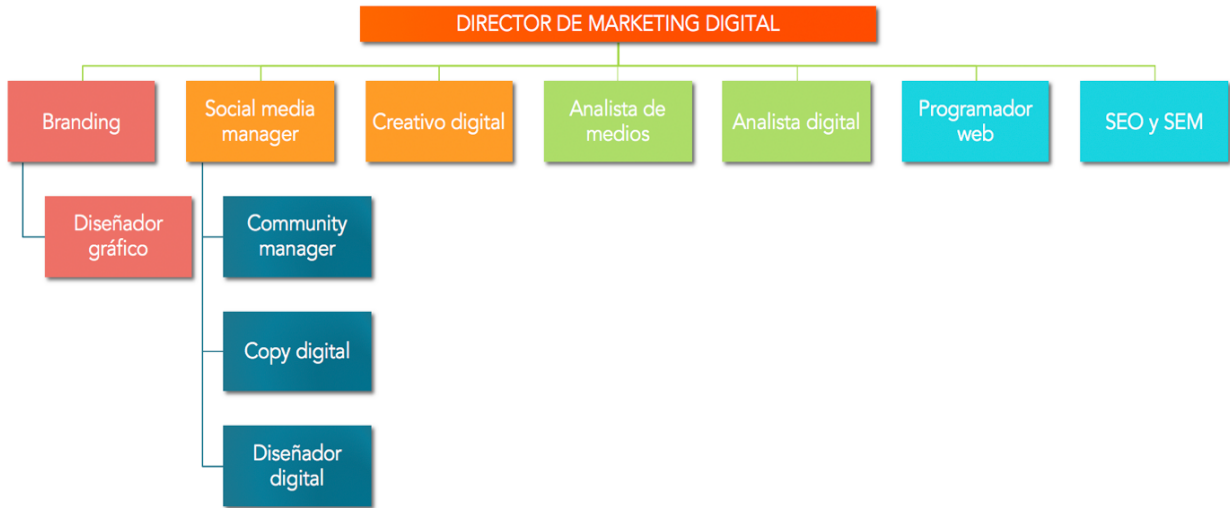 DIRECTOR DE MARKETING DIGITAL
Branding
Social media
manager
Creativo digital
Analista de
medios
Analista digital
Programador
web
SEO y SEM
Diseñador
gráfico
Community
manager
Copy digital
Diseñador
digital